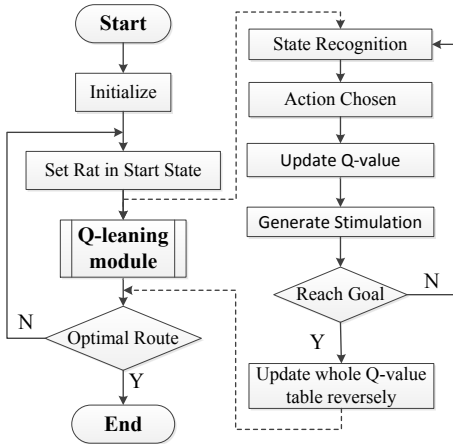 Start
Initialize
Set Rat in Start State
Q-leaning
module
Optimal Route
N
Y
End
State Recognition
Action Chosen
Update Q-value
Generate Stimulation
Reach Goal
N
Y
Update whole Q-value
table reversely